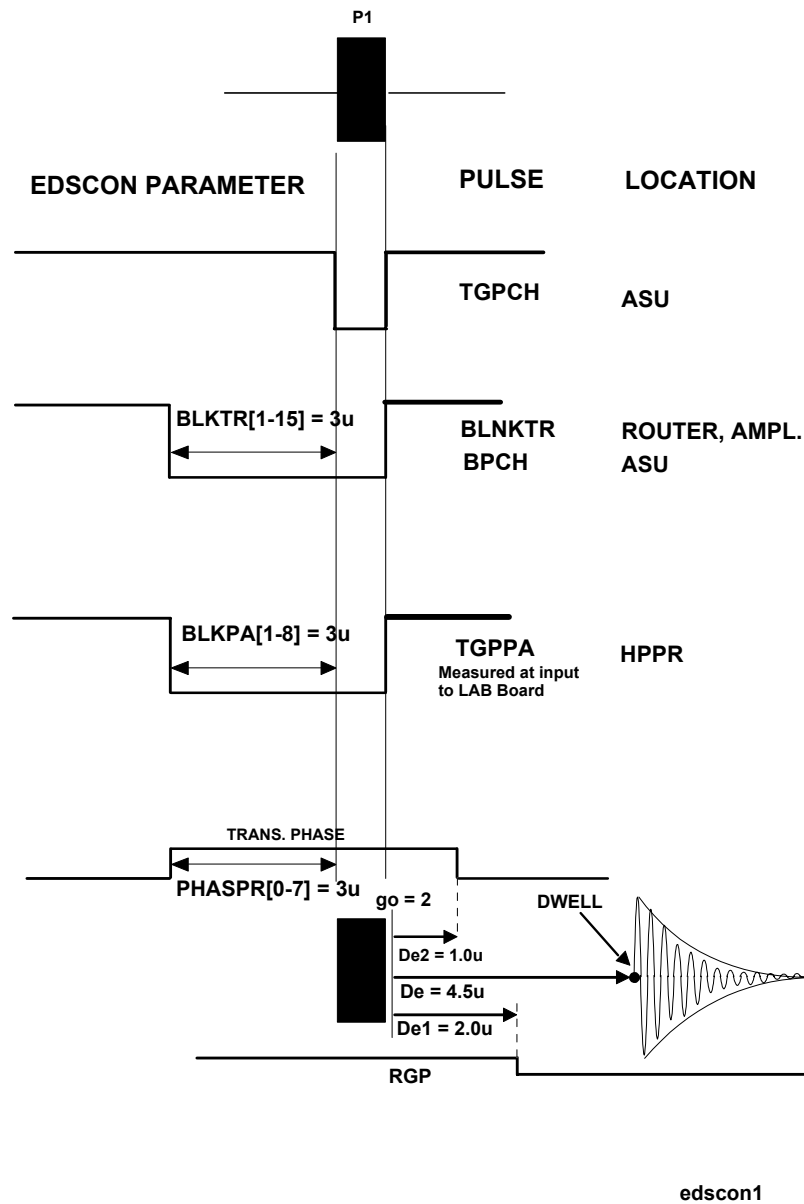 P1
EDSCON PARAMETER PULSE LOCATION
TGPCH ASU
BLKTR[1-15] = 3u
BLNKTR ROUTER, AMPL.
BPCH ASU
BLKPA[1-8] = 3u
TGPPA HPPR
Measured at input
to LAB Board
TRANS. PHASE
PHASPR[0-7] = 3u
go = 2
DWELL
De2 = 1.0u
De = 4.5u
De1 = 2.0u
RGP
edscon1